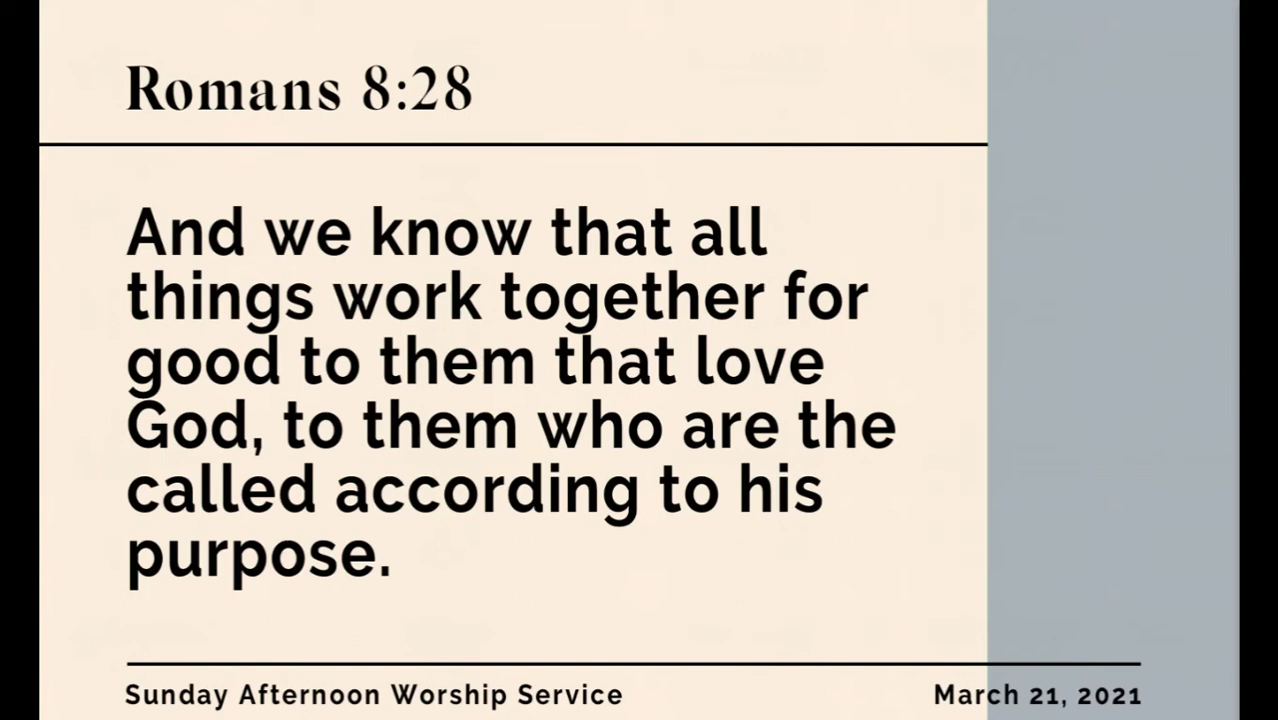 Romans 8:28
And we know that all
things work together for
good to them that love
God, to them who are the
called according to his
purpose.
Sunday Afternoon Worship Service
March 21, 2021